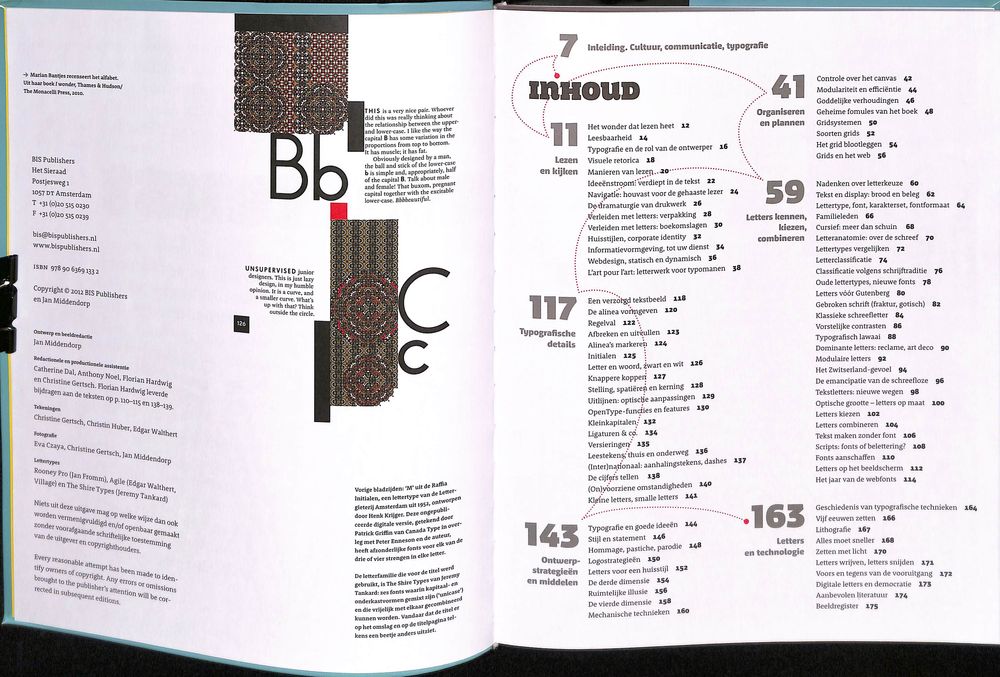 → Marian Bantjes recenseert het alfabet.
Uit haar boek I wonder, Thames & Hudson/
The Monacelli Press, 2010.
BIS Publishers
Het Sieraad
Postjesweg 1
1057 DT Amsterdam
T +31 (0)20 515 0230
F +31 (0)20 515 0239
bis@bispublishers.nl
www.bispublishers.nl
ISBN 978 90 6369 133 2
Copyright © 2012 BIS Publishers
en Jan Middendorp
Ontwerp en beeldredactie
Jan Middendorp
Redactionele en productionele assistentie
Catherine Dal, Anthony Noel, Florian Hardwig
en Christine Gertsch. Florian Hardwig leverde
bijdragen aan de teksten op p. 110–115 en 138–139.
Tekeningen
Christine Gertsch, Christin Huber, Edgar Walthert
Fotografie
Eva Czaya, Christine Gertsch, Jan Middendorp
Lettertypes
Rooney Pro (Jan Fromm), Agile (Edgar Walthert,
Village) en The Shire Types (Jeremy Tankard)
Niets uit deze uitgave mag op welke wijze dan ook
worden vermenigvuldigd en/of openbaar gemaakt
zonder voorafgaande schriftelijke toestemming
van de uitgever en copyrighthouders.
Every reasonable attempt has been made to iden-
tify owners of copyright. Any errors or omissions
brought to the publisher's attention will be cor-
rected in subsequent editions.
THIS is a very nice pair. Whoever
did this was really thinking about
the relationship between the upper-
and lower-case. I like the way the
capital B has some variation in the
proportions from top to bottom.
It has muscle; it has fat.
Obviously designed by a man,
the ball and stick of the lower-case
b is simple and, appropriately, half
of the capital B. Talk about male
and female! That buxom, pregnant
capital together with the excitable
lower-case. Bbbbeautiful.
Bb
UNSUPERVISED junior
designers. This is just lazy
design, in my humble
opinion. It is a curve, and
a smaller curve. What's
up with that? Think
outside the circle.
126
C
c
Vorige bladzijden: 'M' uit de Raffia
Initialen, een lettertype van de Letter-
gieterij Amsterdam uit 1952, ontworpen
door Henk Krijger. Deze ongepubli-
ceerde digitale versie, getekend door
Patrick Griffin van Canada Type in over-
leg met Peter Enneson en de auteur,
heeft afzonderlijke fonts voor elk van de
drie of vier strengen in elke letter.
De letterfamilie die voor de titel werd
gebruikt, is The Shire Types van Jeremy
Tankard: zes fonts waarin kapitaal- en
onderkastvormen gemixt zijn ('unicase')
en die vrijelijk met elkaar gecombineerd
kunnen worden. Vandaar dat de titel er
op het omslag en op de titelpagina tel-
kens een beetje anders uitziet.
7 Inleiding. Cultuur, communicatie, typografie
INHOUD
11
Lezen
en kijken
Het wonder dat lezen heet 12
Leesbaarheid 14
Typografie en de rol van de ontwerper 16
Visuele retorica 18
Manieren van lezen 20
Ideeënstroom: verdiept in de tekst 22
Navigatie: houvast voor de gehaaste lezer 24
De dramaturgie van drukwerk 26
Verleiden met letters: verpakking 28
Verleiden met letters: boekomslagen 30
Huisstijlen, corporate identity 32
Informatievormgeving, tot uw dienst 34
Webdesign, statisch en dynamisch 36
L'art pour l'art: letterwerk voor typomanen 38
117
Typografische
details
Een verzorgd tekstbeeld 118
De alinea vormgeven 120
Regelval 122
Afbreken en uitvullen 123
Alinea's markeren 124
Initialen 125
Letter en woord, zwart en wit 126
Knappere koppen 127
Stelling, spatiëren en kerning 128
Uitlijnen: optische aanpassingen 129
OpenType-functies en features 130
Kleinkapitalen 132
Ligaturen & co. 134
Versieringen 135
Leestekens, thuis en onderweg 136
(Inter)nationaal: aanhalingstekens, dashes 137
De cijfers tellen 138
(On)voorziene omstandigheden 140
Kleine letters, smalle letters 141
143
Ontwerp-
strategieën
en middelen
Typografie en goede ideeën 144
Stijl en statement 146
Hommage, pastiche, parodie 148
Logostrategieën 150
Letters voor een huisstijl 152
De derde dimensie 154
Ruimtelijke illusie 156
De vierde dimensie 158
Mechanische technieken 160
41
Organiseren
en plannen
Controle over het canvas 42
Modulariteit en efficiëntie 44
Goddelijke verhoudingen 46
Geheime fomules van het boek 48
Gridsystemen 50
Soorten grids 52
Het grid blootgelegd 54
Grids en het web 56
59
Letters kennen,
kiezen,
combineren
Nadenken over letterkeuze 60
Tekst en display: brood en beleg 62
Lettertype, font, karakterset, fontformaat 64
Familieleden 66
Cursief: meer dan schuin 68
Letteranatomie: over de schreef 70
Lettertypes vergelijken 72
Letterclassificatie 74
Classificatie volgens schrijftraditie 76
Oude lettertypes, nieuwe fonts 78
Letters vóór Gutenberg 80
Gebroken schrift (fraktur, gotisch) 82
Klassieke schreefletter 84
Vorstelijke contrasten 86
Typografisch lawaai 88
Dominante letters: reclame, art deco 90
Modulaire letters 92
Het Zwitserland-gevoel 94
De emancipatie van de schreefloze 96
Tekstletters: nieuwe wegen 98
Optische grootte – letters op maat 100
Letters kiezen 102
Letters combineren 104
Tekst maken zonder font 106
Scripts: fonts of belettering? 108
Fonts aanschaffen 110
Letters op het beeldscherm 112
Het jaar van de webfonts 114
163
Letters
en technologie
Geschiedenis van typografische technieken 164
Vijf eeuwen zetten 166
Lithografie 167
Alles moet sneller 168
Zetten met licht 170
Letters wrijven, letters snijden 171
Voors en tegens van de vooruitgang 172
Digitale letters en democratie 173
Aanbevolen literatuur 174
Beeldregister 175